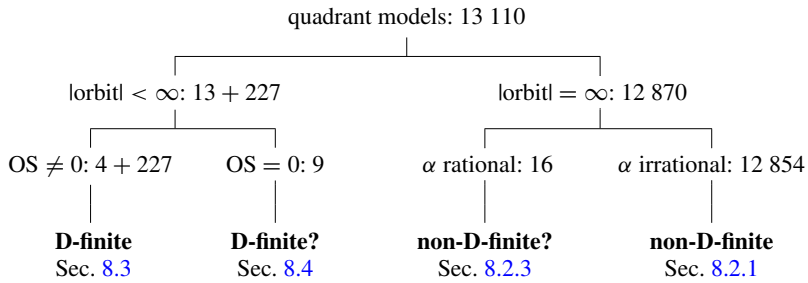 quadrant models: 13 110
|orbit| < ∞: 13 + 227
|orbit| = ∞: 12 870
OS ≠ 0: 4 + 227
OS = 0: 9
α rational: 16
α irrational: 12 854
D-finite
Sec. 8.3
D-finite?
Sec. 8.4
non-D-finite?
Sec. 8.2.3
non-D-finite
Sec. 8.2.1